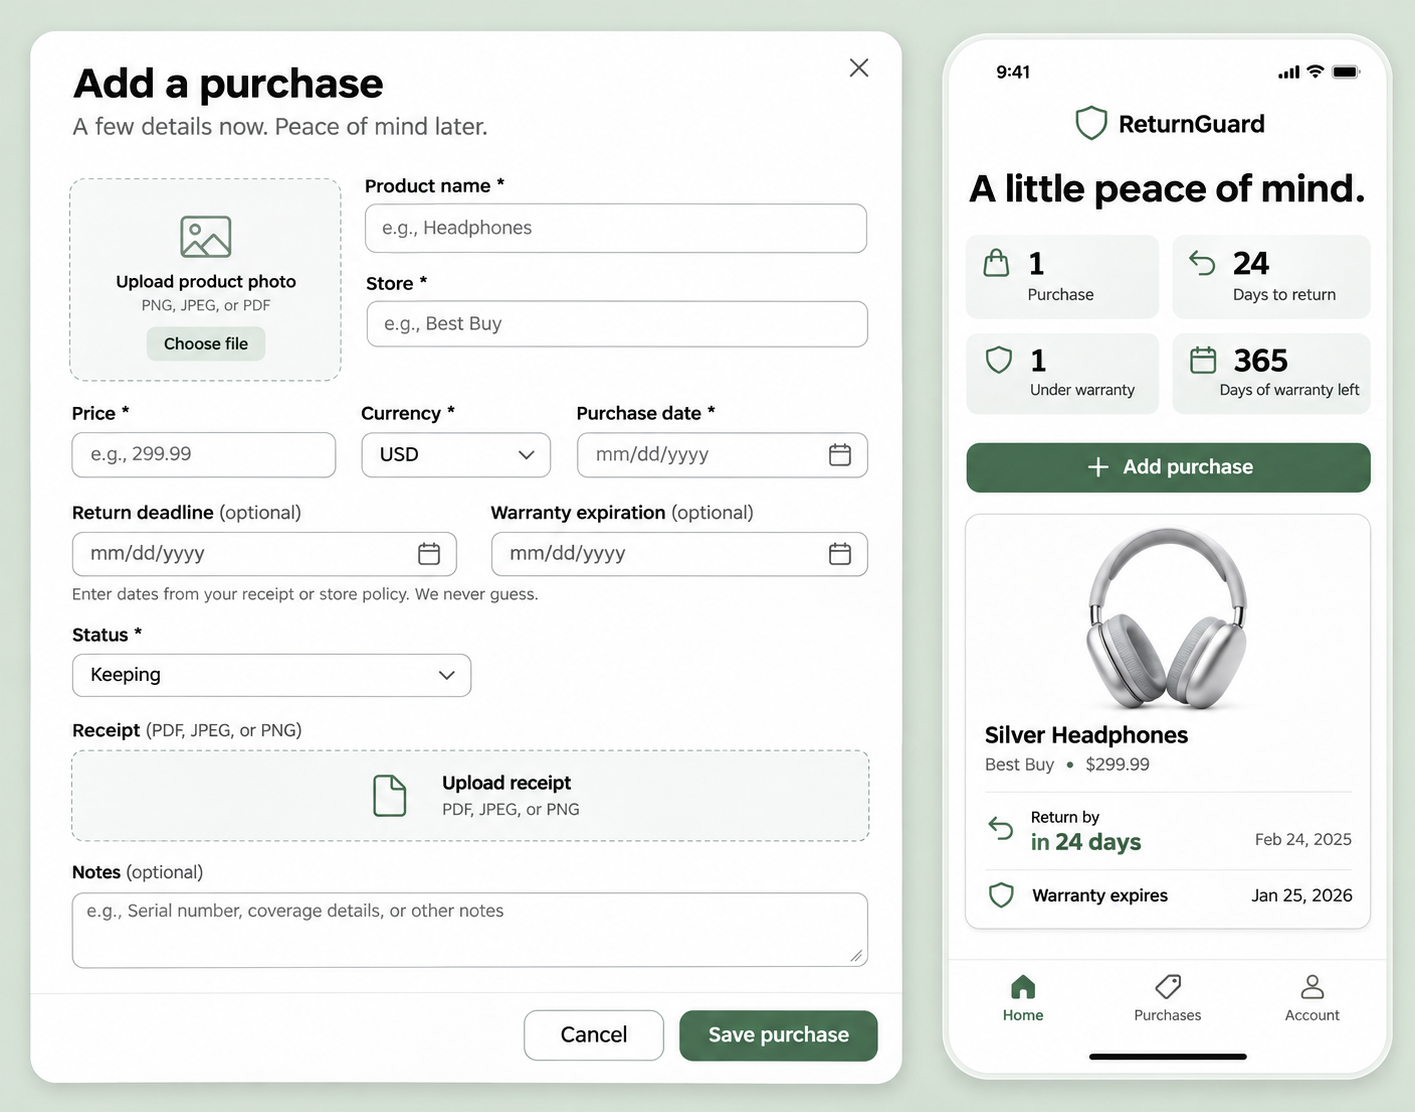 Add a purchase
A few details now. Peace of mind later.
Upload product photo
PNG, JPEG, or PDF
Choose file
Product name *
e.g., Headphones
Store *
e.g., Best Buy
Price *
e.g., 299.99
Currency *
USD
Purchase date *
mm/dd/yyyy
Return deadline (optional)
mm/dd/yyyy
Warranty expiration (optional)
mm/dd/yyyy
Enter dates from your receipt or store policy. We never guess.
Status *
Keeping
Receipt (PDF, JPEG, or PNG)
Upload receipt
PDF, JPEG, or PNG
Notes (optional)
e.g., Serial number, coverage details, or other notes
Cancel
Save purchase
9:41
ReturnGuard
A little peace of mind.
1
Purchase
24
Days to return
1
Under warranty
365
Days of warranty left
Add purchase
Silver Headphones
Best Buy • $299.99
Return by
in 24 days
Feb 24, 2025
Warranty expires
Jan 25, 2026
Home
Purchases
Account